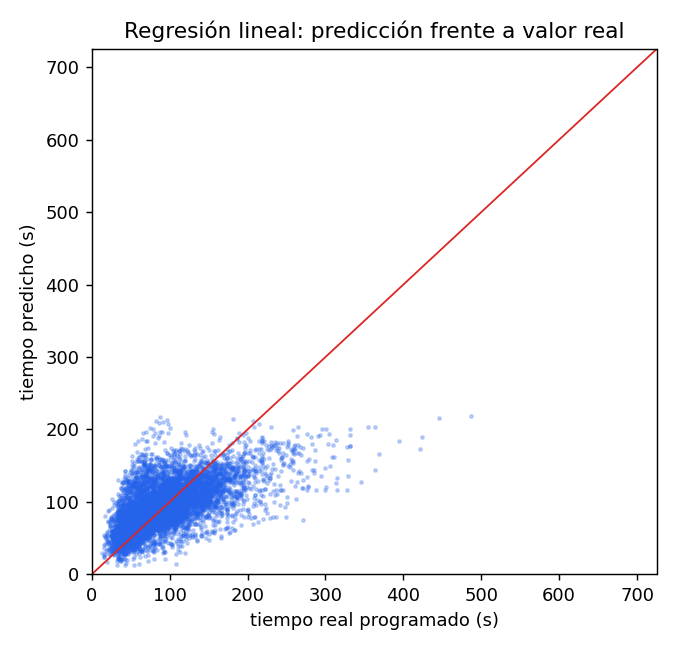 Regresión lineal: predicción frente a valor real
tiempo predicho (s)
700
600
500
400
300
200
100
0
0 100 200 300 400 500 600 700
tiempo real programado (s)